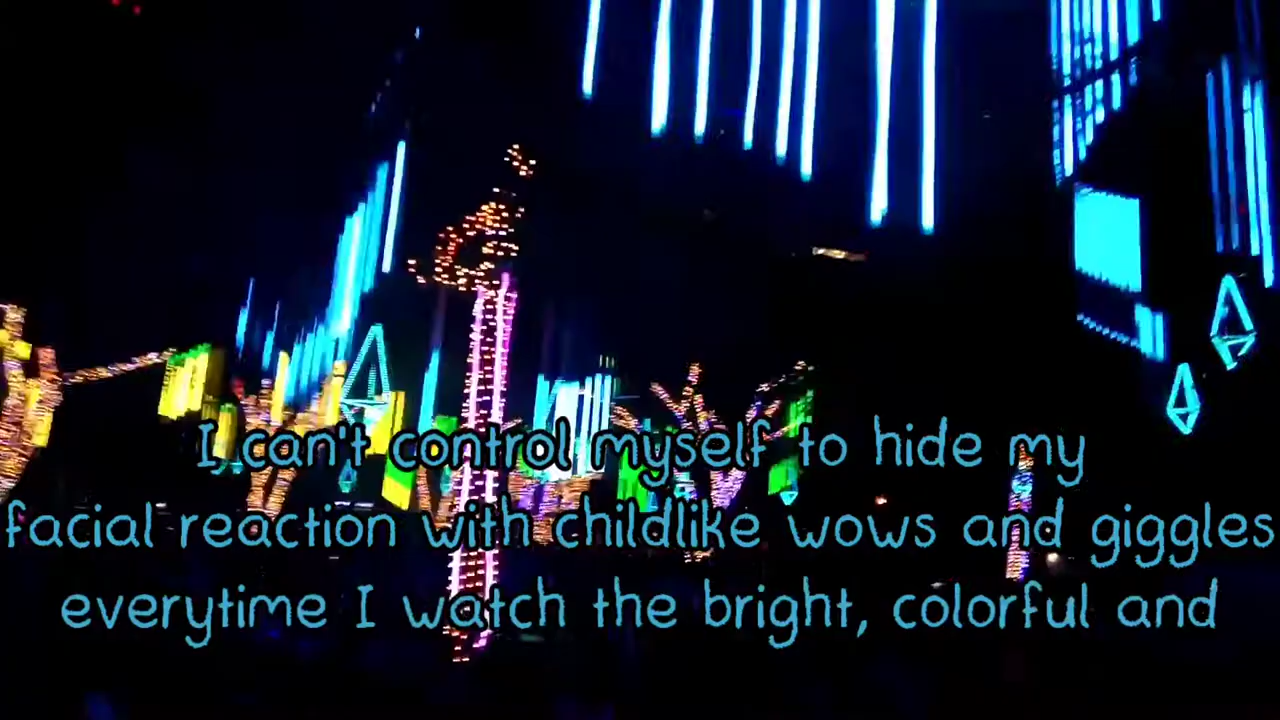 I can't control myself to hide my
facial reaction with childlike wows and giggles
everytime I watch the bright, colorful and